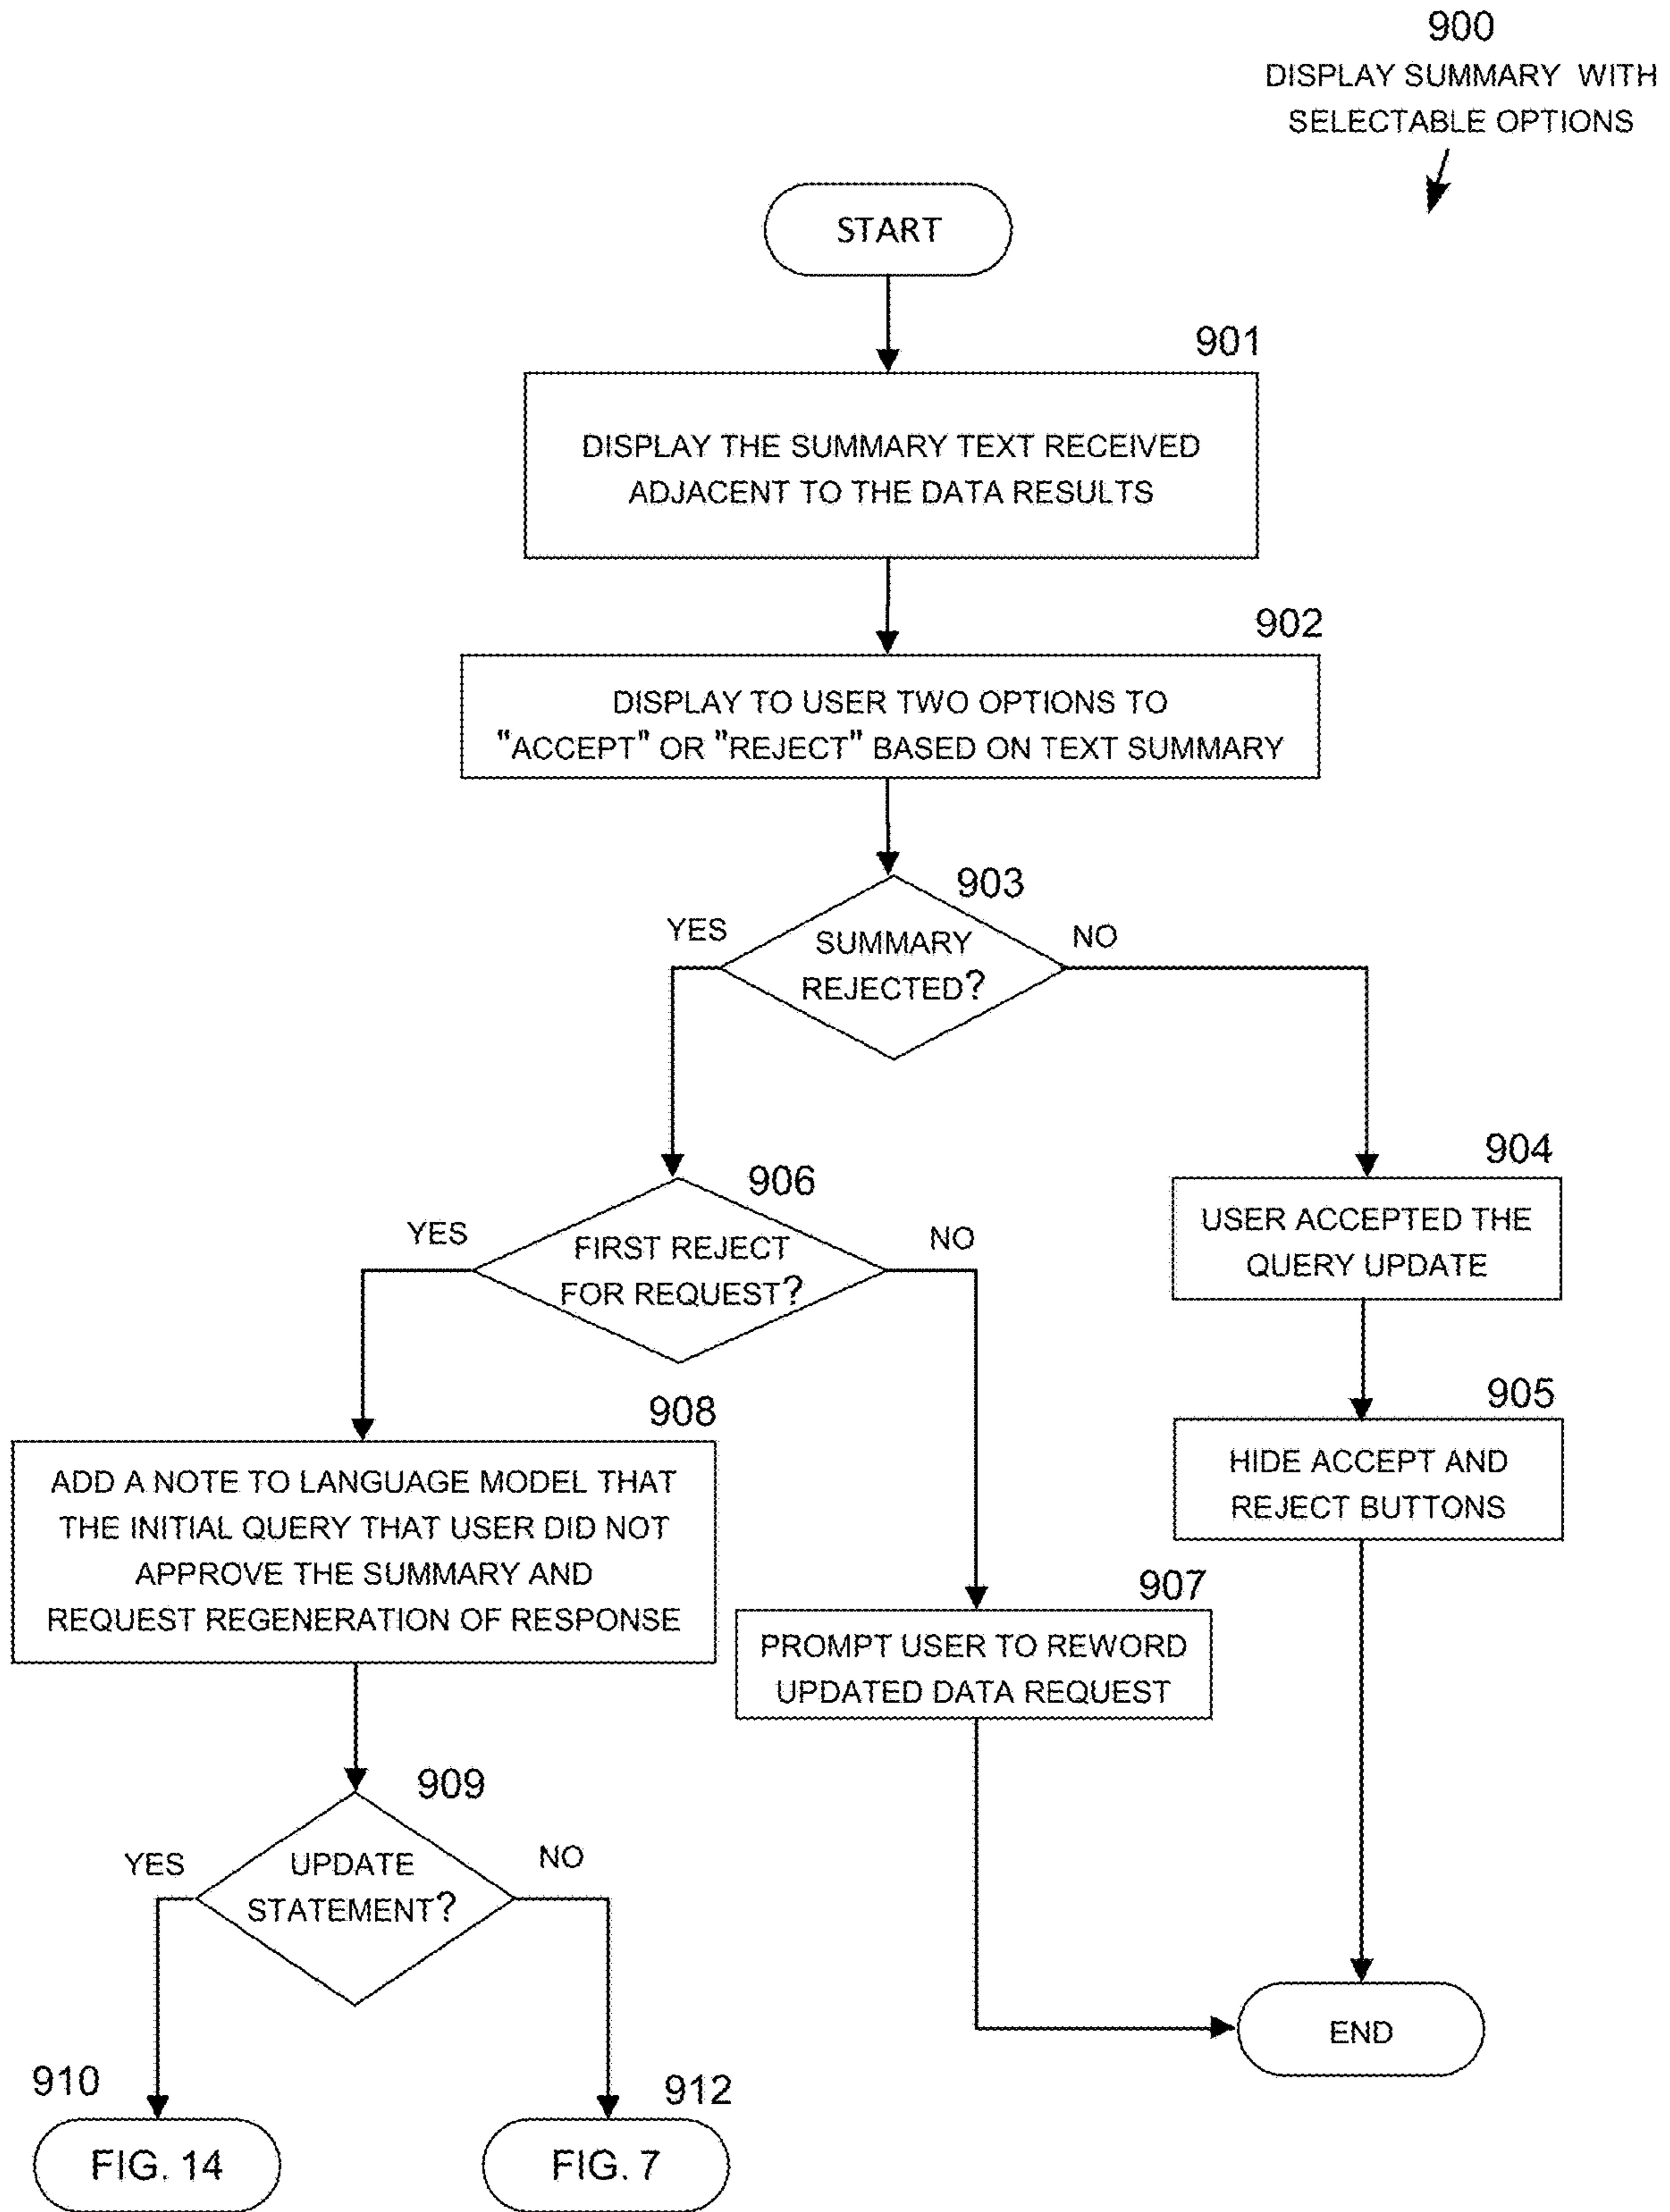 900
DISPLAY SUMMARY WITH
SELECTABLE OPTIONS
START
901
DISPLAY THE SUMMARY TEXT RECEIVED
ADJACENT TO THE DATA RESULTS
902
DISPLAY TO USER TWO OPTIONS TO
"ACCEPT" OR "REJECT" BASED ON TEXT SUMMARY
903
YES
SUMMARY
REJECTED?
NO
904
USER ACCEPTED THE
QUERY UPDATE
906
YES
FIRST REJECT
FOR REQUEST?
NO
905
HIDE ACCEPT AND
REJECT BUTTONS
908
ADD A NOTE TO LANGUAGE MODEL THAT
THE INITIAL QUERY THAT USER DID NOT
APPROVE THE SUMMARY AND
REQUEST REGENERATION OF RESPONSE
907
PROMPT USER TO REWORD
UPDATED DATA REQUEST
909
YES
UPDATE
STATEMENT?
NO
END
910
FIG. 14
912
FIG. 7